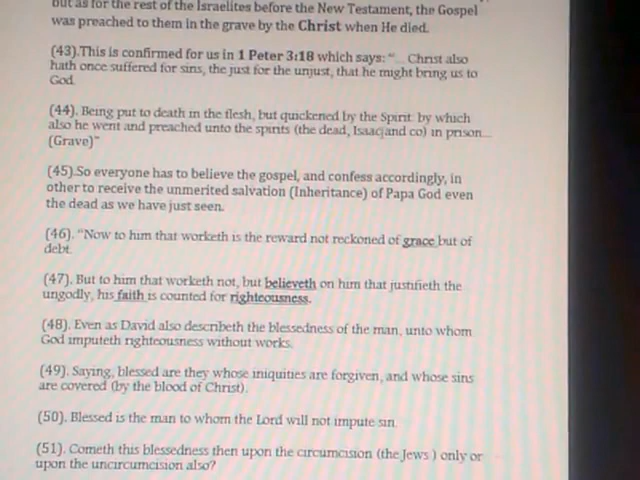 but as for the rest of the Israelites before the New Testament, the Gospel
was preached to them in the grave by the Christ when He died.
(43).This is confirmed for us in 1 Peter 3:18 which says: "... Christ also
hath once suffered for sins, the just for the unjust, that he might bring us to
God.
(44). Being put to death in the flesh, but quickened by the Spirit: by which
also he went and preached unto the spirits (the dead, Isaac,and co) in prison....
(Grave)"
(45).So everyone has to believe the gospel, and confess accordingly, in
other to receive the unmerited salvation (Inheritance) of Papa God even
the dead as we have just seen.
(46). "Now to him that worketh is the reward not reckoned of grace but of
debt.
(47). But to him that worketh not, but believeth on him that justifieth the
ungodly, his faith is counted for righteousness.
(48). Even as David also describeth the blessedness of the man, unto whom
God imputeth righteousness without works.
(49). Saying, blessed are they whose iniquities are forgiven, and whose sins
are covered (by the blood of Christ).
(50). Blessed is the man to whom the Lord will not impute sin.
(51). Cometh this blessedness then upon the circumcision (the Jews ) only or
upon the uncircumcision also?